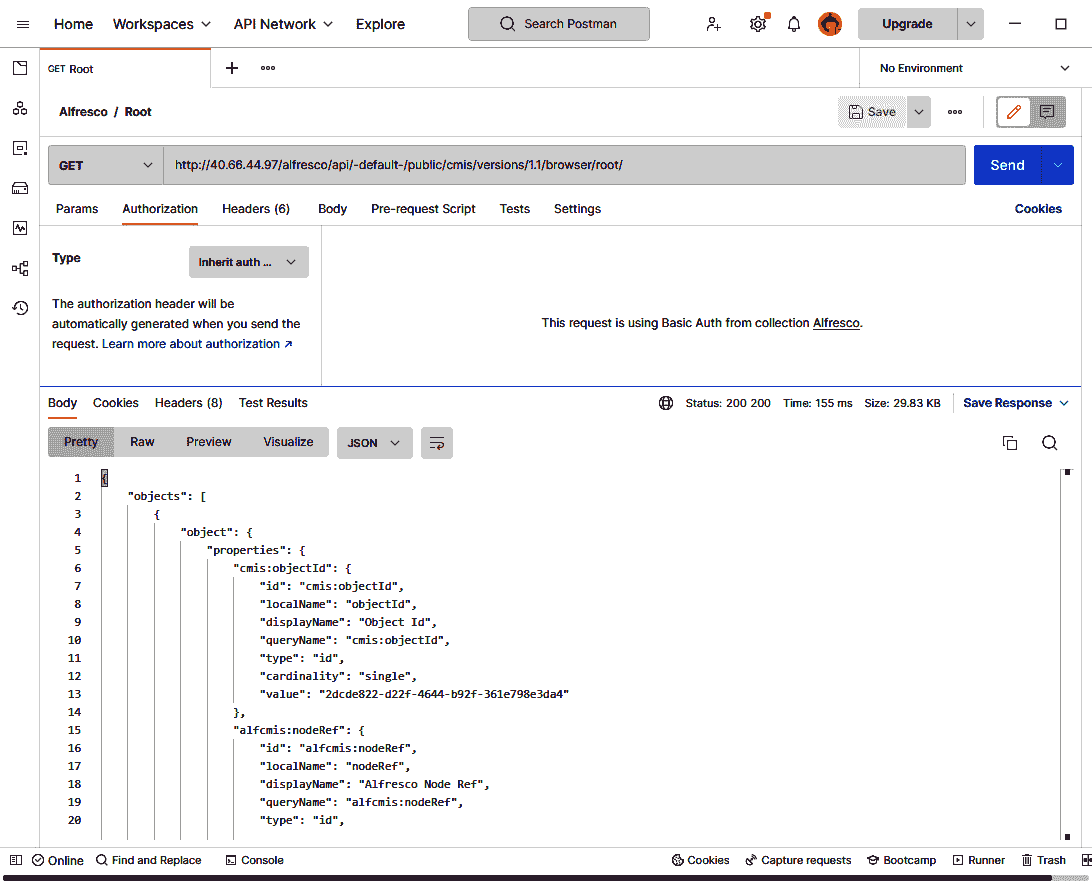 Home Workspaces API Network Explore Search Postman Upgrade
GET Root No Environment
Alfresco / Root Save
GET http://40.66.44.97/alfresco/api/-default-/public/cmis/versions/1.1/browser/root/ Send
Params Authorization Headers (6) Body Pre-request Script Tests Settings Cookies
Type Inherit auth ...
The authorization header will be
automatically generated when you send the
request. Learn more about authorization ↗
This request is using Basic Auth from collection Alfresco.
Body Cookies Headers (8) Test Results Status: 200 200 Time: 155 ms Size: 29.83 KB Save Response
Pretty Raw Preview Visualize JSON
1 {
2 "objects": [
3 {
4 "object": {
5 "properties": {
6 "cmis:objectId": {
7 "id": "cmis:objectId",
8 "localName": "objectId",
9 "displayName": "Object Id",
10 "queryName": "cmis:objectId",
11 "type": "id",
12 "cardinality": "single",
13 "value": "2dcde822-d22f-4644-b92f-361e798e3da4"
14 },
15 "alfcmis:nodeRef": {
16 "id": "alfcmis:nodeRef",
17 "localName": "nodeRef",
18 "displayName": "Alfresco Node Ref",
19 "queryName": "alfcmis:nodeRef",
20 "type": "id",
Online Find and Replace Console Cookies Capture requests Bootcamp Runner Trash